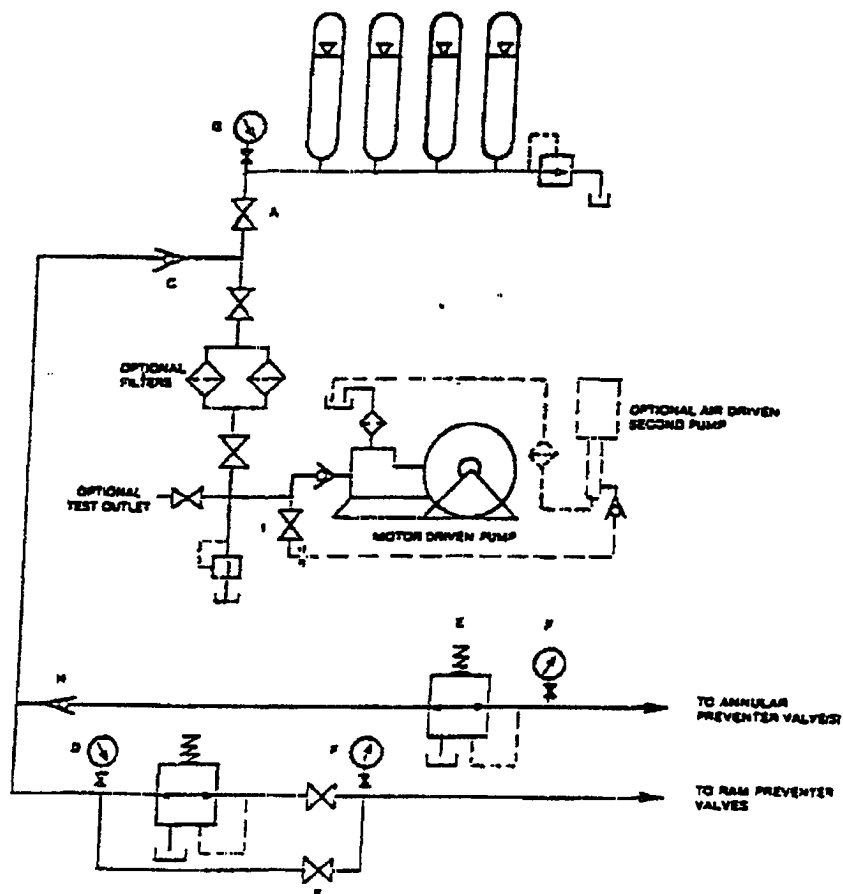 A
C
OPTIONAL
FILTERS
OPTIONAL AIR DRIVEN
SECOND PUMP
OPTIONAL
TEST OUTLET
I
MOTOR DRIVEN PUMP
E
F
H
TO ANNULAR
PREVENTER VALVE(S)
D
F
TO RAM PREVENTER
VALVES